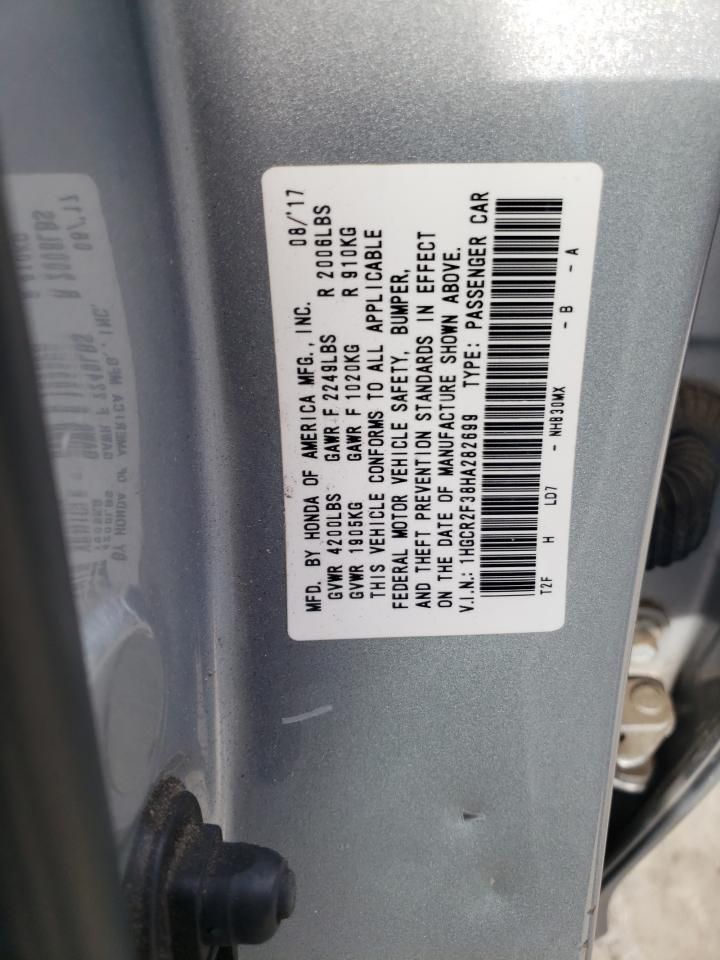 MFD. BY HONDA OF AMERICA MFG., INC. 08/'17
GVWR 4200LBS GAWR F 2249LBS R 2006LBS
GVWR 1905KG GAWR F 1020KG R 910KG
THIS VEHICLE CONFORMS TO ALL APPLICABLE
FEDERAL MOTOR VEHICLE SAFETY, BUMPER,
AND THEFT PREVENTION STANDARDS IN EFFECT
ON THE DATE OF MANUFACTURE SHOWN ABOVE.
V.I.N.: 1HGCR2F38HA282699 TYPE: PASSENGER CAR
T2F H LD7 - NH830MX - B - A